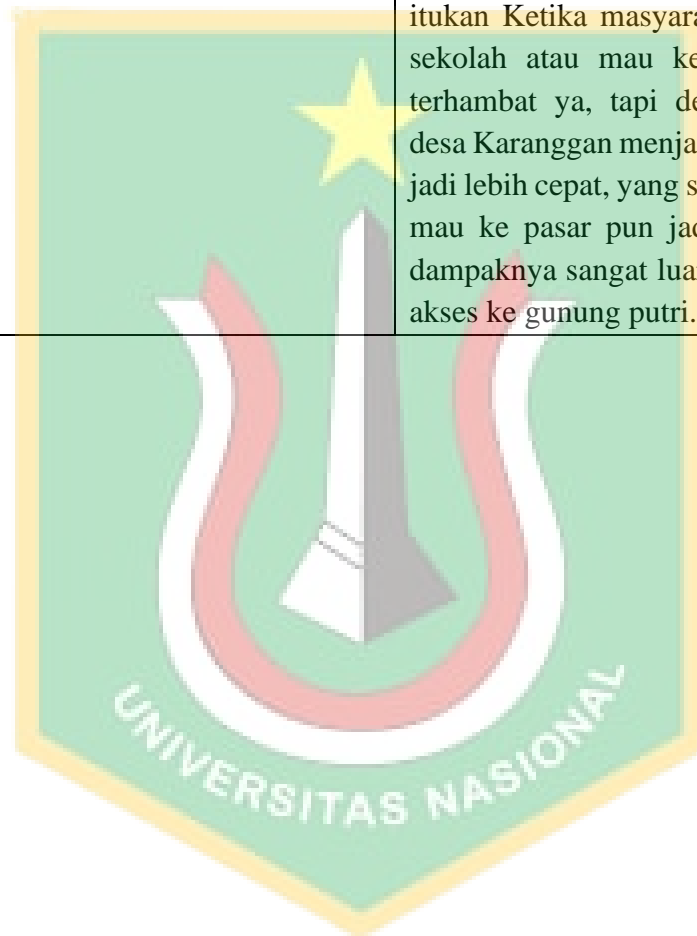 itukan Ketika masyara
sekolah atau mau ke
terhambat ya, tapi de
desa Karanggan menja
jadi lebih cepat, yang s
mau ke pasar pun jad
dampaknya sangat lua
akses ke gunung putri.
UNIVERSITAS NASIONAL